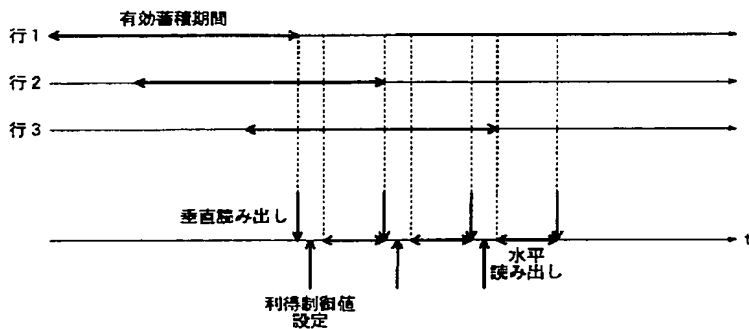 有効蓄積期間
行1
行2
行3
垂直読み出し
t
水平
読み出し
利得制御値
設定